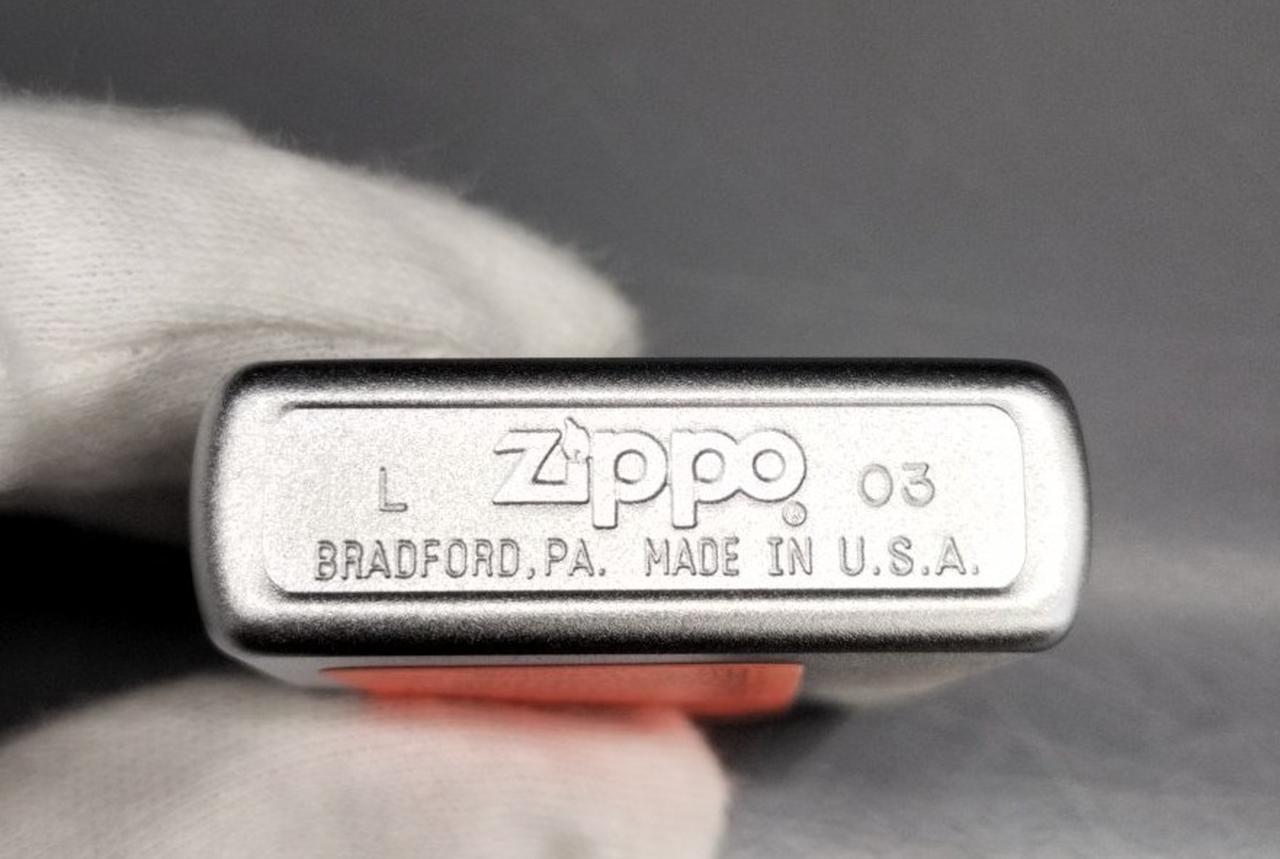 L Zippo® 03
BRADFORD, PA. MADE IN U.S.A.